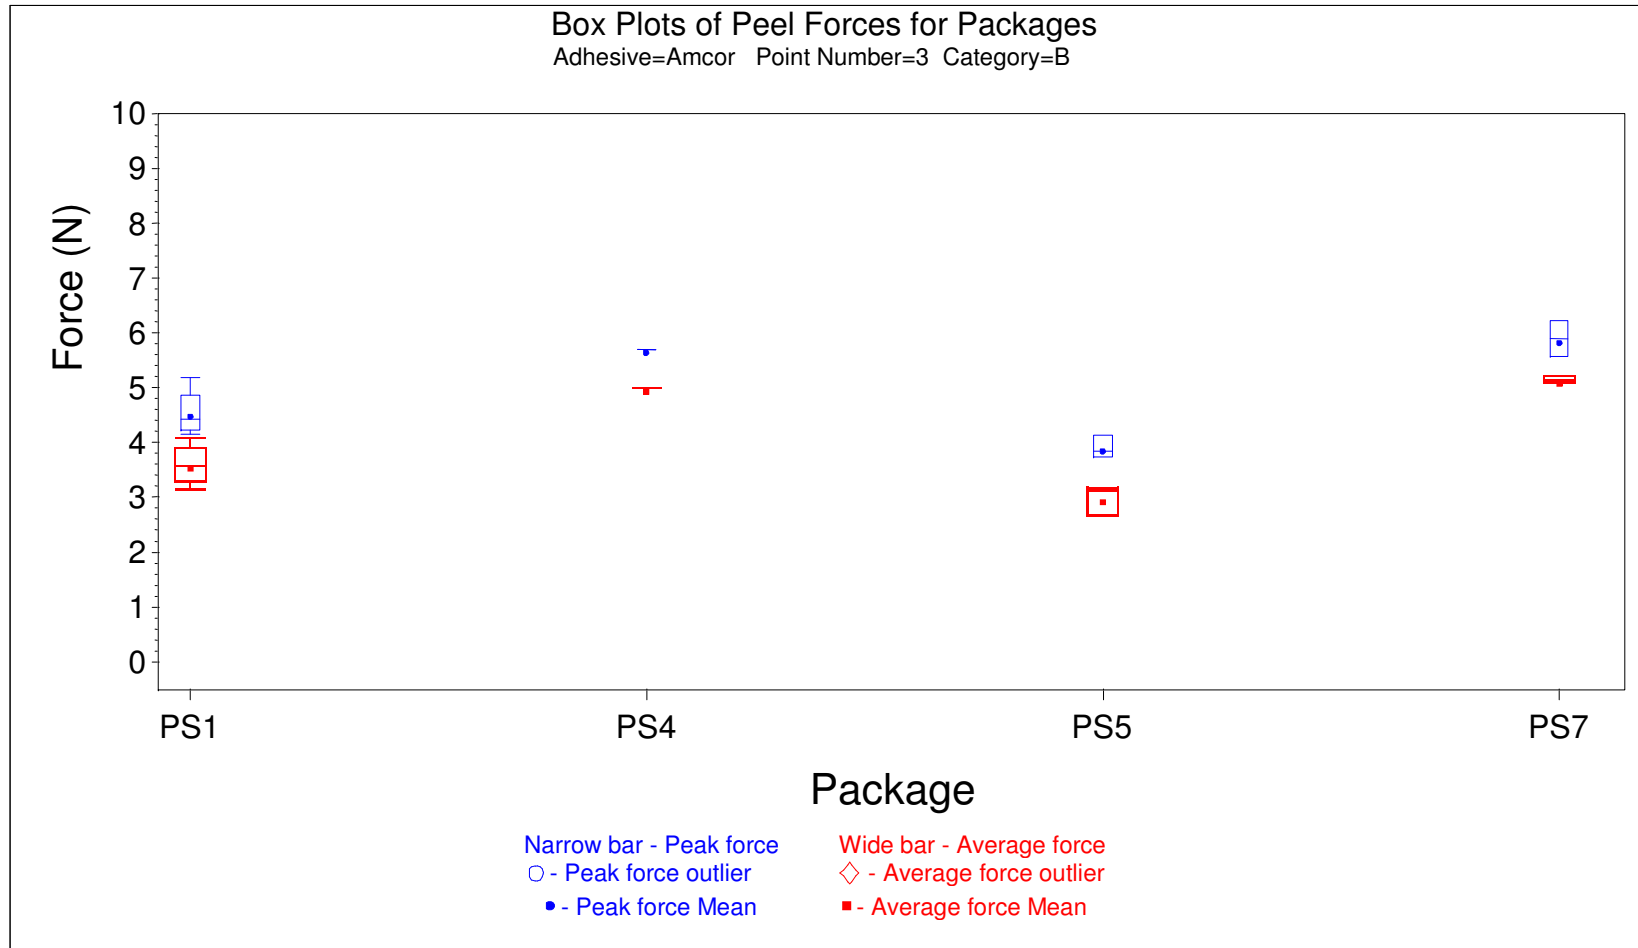 Box Plots of Peel Forces for Packages
Adhesive=Amcor Point Number=3 Category=B
10
9
8
7
6
5
4
3
2
1
0
Force (N)
PS1 PS4 PS5 PS7
Package
Narrow bar - Peak force Wide bar - Average force
- Peak force outlier - Average force outlier
- Peak force Mean - Average force Mean